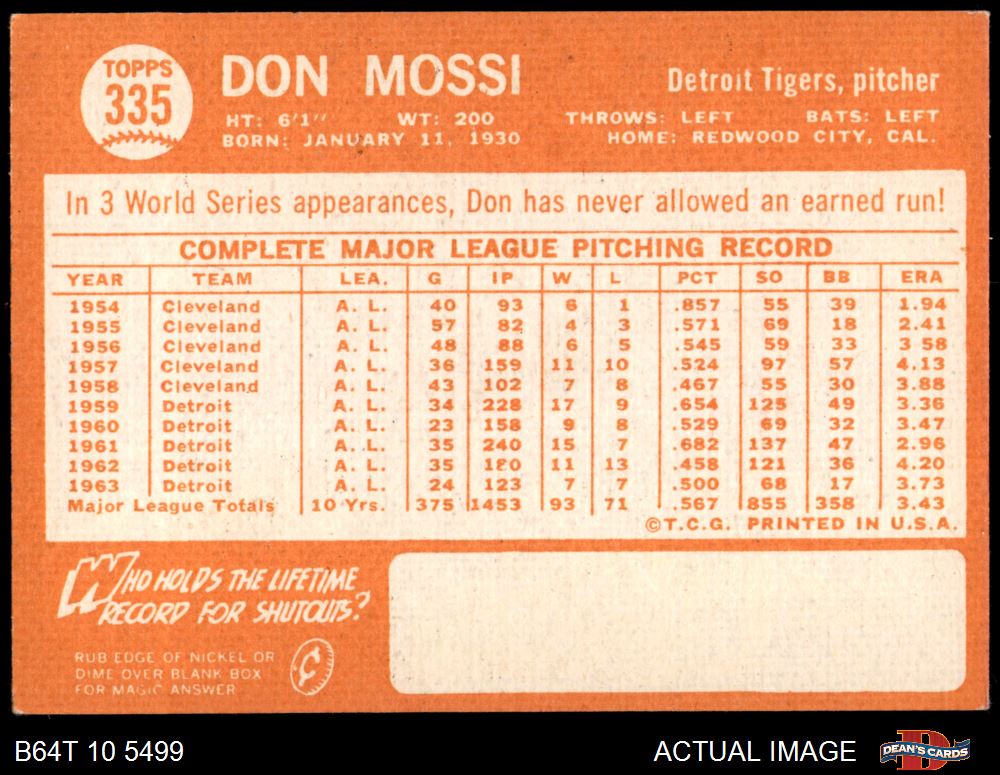 TOPPS
335
DON MOSSI
Detroit Tigers, pitcher
HT: 6'1" WT: 200 THROWS: LEFT BATS: LEFT
BORN: JANUARY 11, 1930 HOME: REDWOOD CITY, CAL.
In 3 World Series appearances, Don has never allowed an earned run!
COMPLETE MAJOR LEAGUE PITCHING RECORD
YEAR TEAM LEA. G IP W L PCT SO BB ERA
1954 Cleveland A. L. 40 93 6 1 .857 55 39 1.94
1955 Cleveland A. L. 57 82 4 3 .571 69 18 2.41
1956 Cleveland A. L. 48 88 6 5 .545 59 33 3.58
1957 Cleveland A. L. 36 159 11 10 .524 97 57 4.13
1958 Cleveland A. L. 43 102 7 8 .467 55 30 3.88
1959 Detroit A. L. 34 228 17 9 .654 125 49 3.36
1960 Detroit A. L. 23 158 9 8 .529 69 32 3.47
1961 Detroit A. L. 35 240 15 7 .682 137 47 2.96
1962 Detroit A. L. 35 180 11 13 .458 121 36 4.20
1963 Detroit A. L. 24 123 7 7 .500 68 17 3.73
Major League Totals 10 Yrs. 375 1453 93 71 .567 855 358 3.43
©T.C.G. PRINTED IN U.S.A.
WHO HOLDS THE LIFETIME
RECORD FOR SHUTOUTS?
RUB EDGE OF NICKEL OR
DIME OVER BLANK BOX
FOR MAGIC ANSWER
¢
B64T 10 5499 ACTUAL IMAGE DEAN'S CARDS